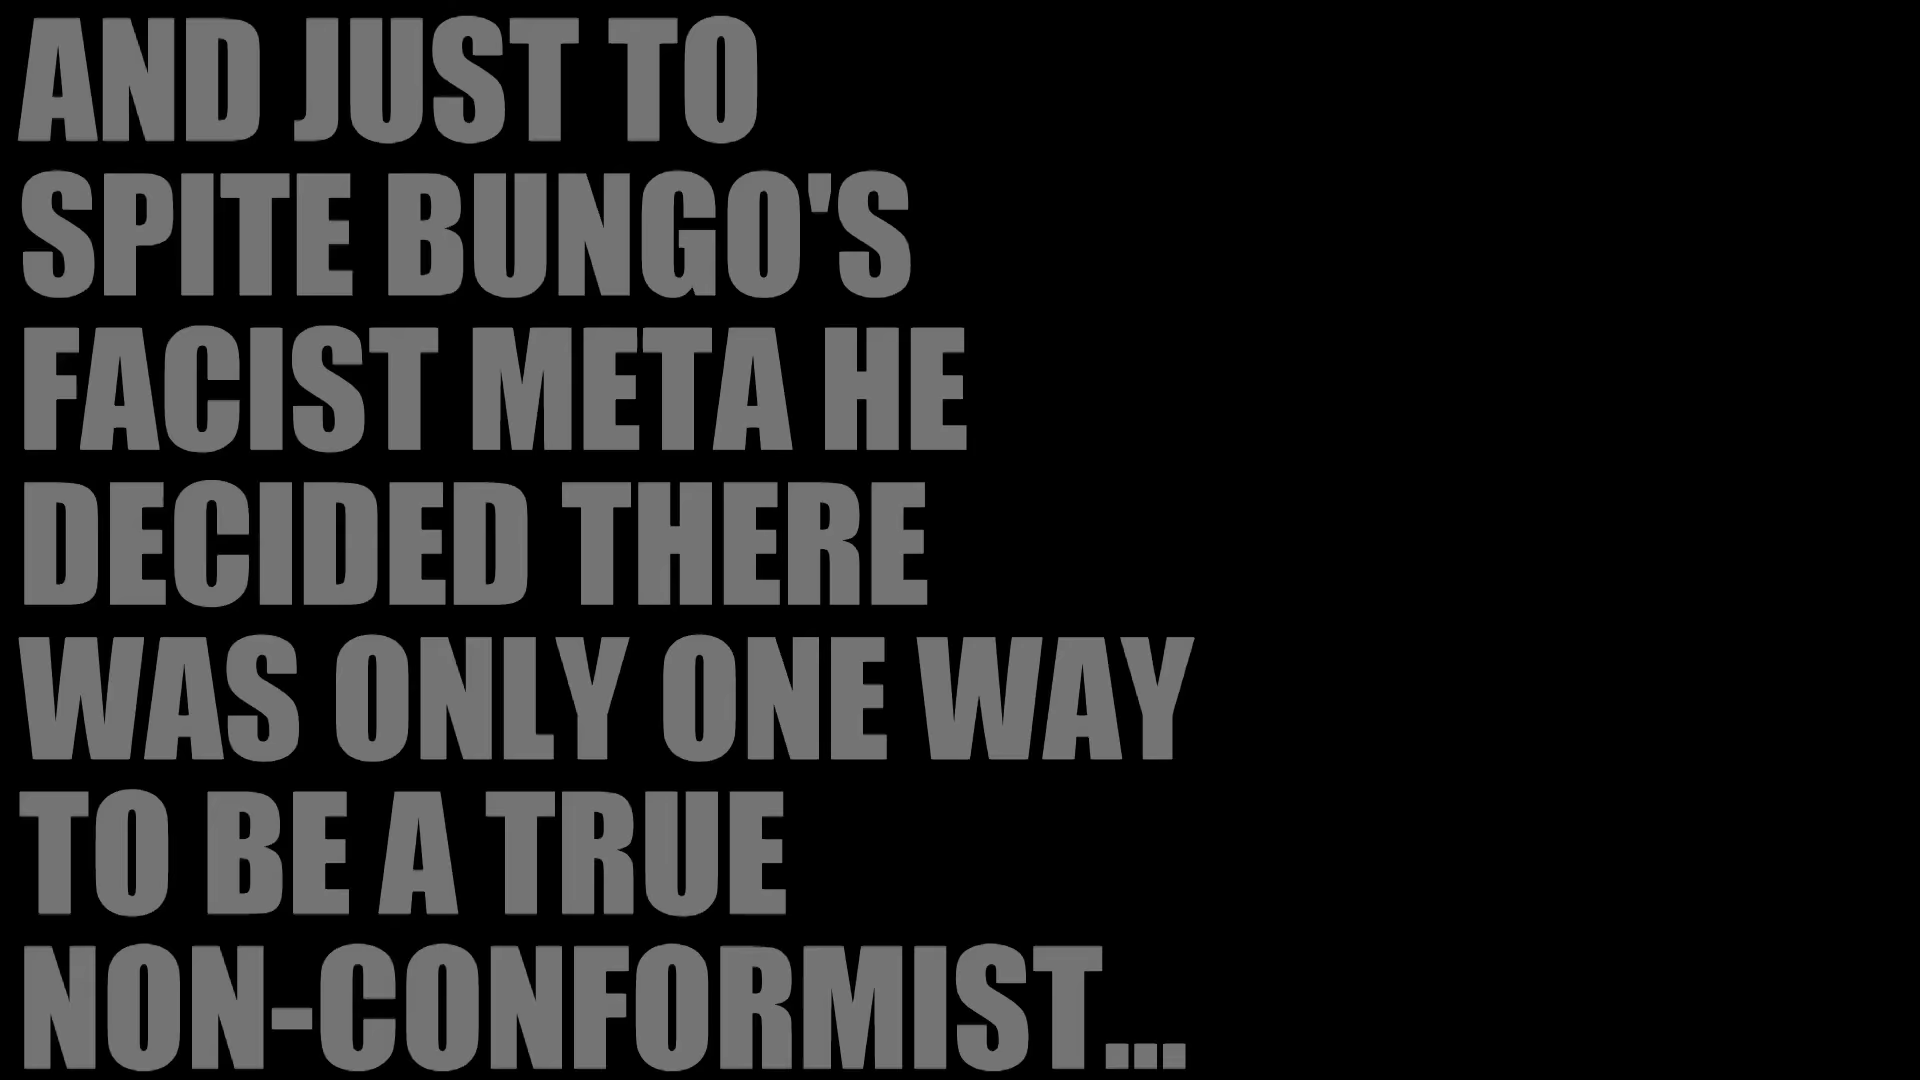 AND JUST TO
SPITE BUNGO'S
FACIST META HE
DECIDED THERE
WAS ONLY ONE WAY
TO BE A TRUE
NON-CONFORMIST...